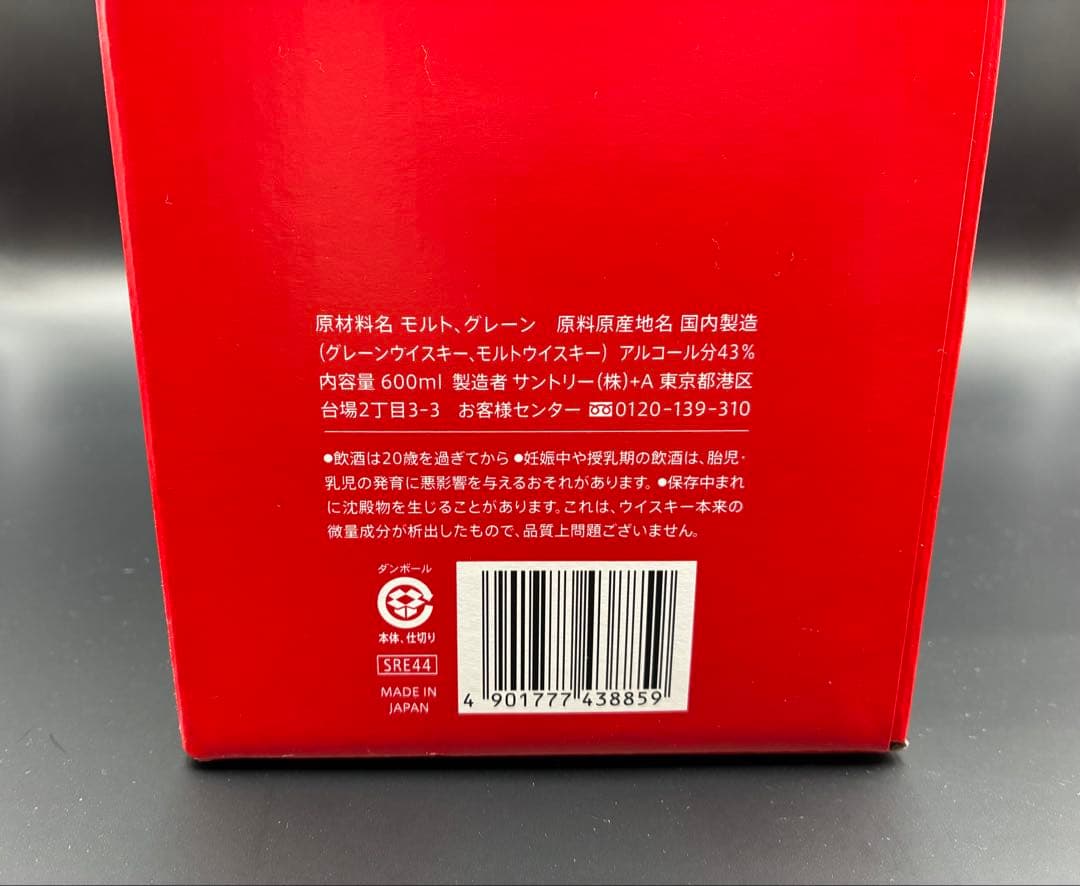 原材料名 モルト、グレーン　原料原産地名 国内製造
(グレーンウイスキー、モルトウイスキー)　アルコール分43%
内容量 600ml 製造者 サントリー(株)+A 東京都港区
台場2丁目3-3　お客様センター 0120-139-310
●飲酒は20歳を過ぎてから ●妊娠中や授乳期の飲酒は、胎児・
乳児の発育に悪影響を与えるおそれがあります。●保存中まれ
に沈殿物を生じることがあります。これは、ウイスキー本来の
微量成分が析出したもので、品質上問題ございません。
ダンボール
本体、仕切り
SRE44
MADE IN
JAPAN
4 901777 438859